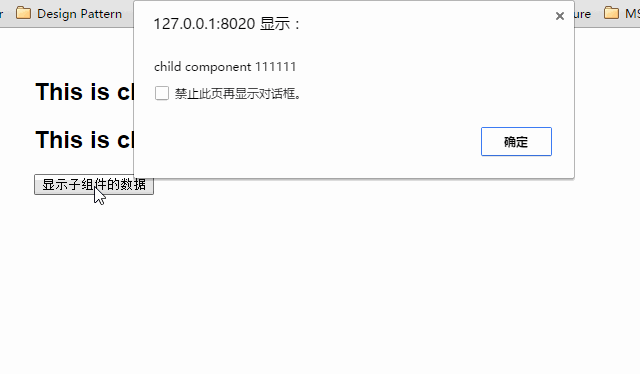 r Design Pattern ure MS
127.0.0.1:8020 显示：
child component 111111
禁止此页再显示对话框。
确定
This is cl
This is cl
显示子组件的数据